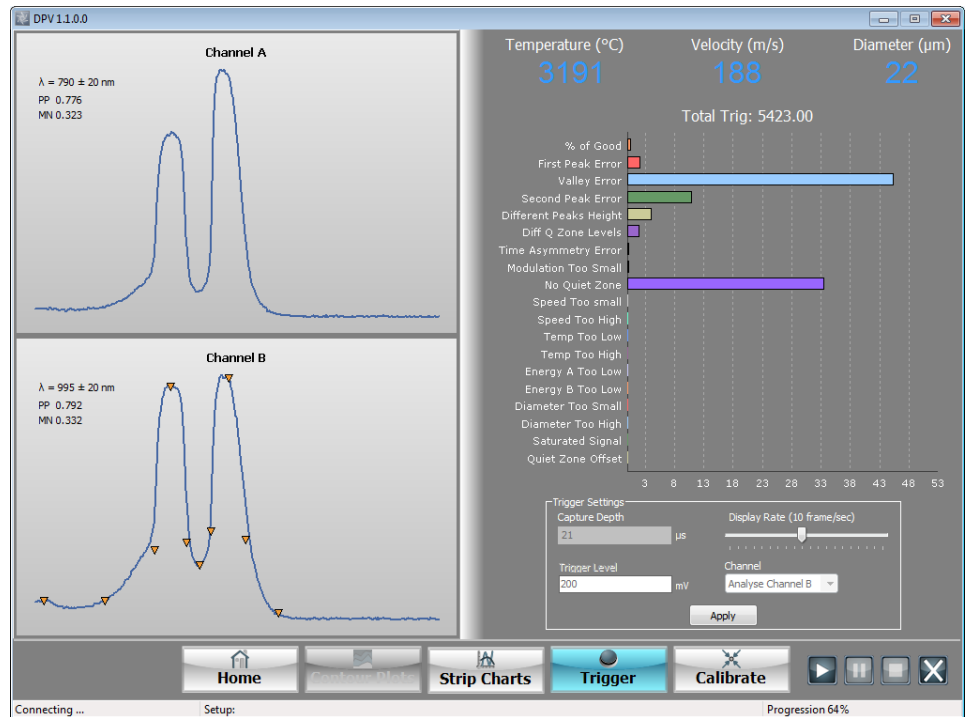 DPV 1.1.0.0
Channel A
λ = 790 ± 20 nm
PP 0.776
MN 0.323
Channel B
λ = 995 ± 20 nm
PP 0.792
MN 0.332
Temperature (°C) Velocity (m/s) Diameter (µm)
3191 188 22
Total Trig: 5423.00
% of Good
First Peak Error
Valley Error
Second Peak Error
Different Peaks Height
Diff Q Zone Levels
Time Asymmetry Error
Modulation Too Small
No Quiet Zone
Speed Too small
Speed Too High
Temp Too Low
Temp Too High
Energy A Too Low
Energy B Too Low
Diameter Too Small
Diameter Too High
Saturated Signal
Quiet Zone Offset
3 8 13 18 23 28 33 38 43 48 53
Trigger Settings
Capture Depth Display Rate (10 frame/sec)
21 µs
Trigger Level Channel
200 mV Analyse Channel B
Apply
Home Contour Plots Strip Charts Trigger Calibrate
Connecting ... Setup: Progression 64%